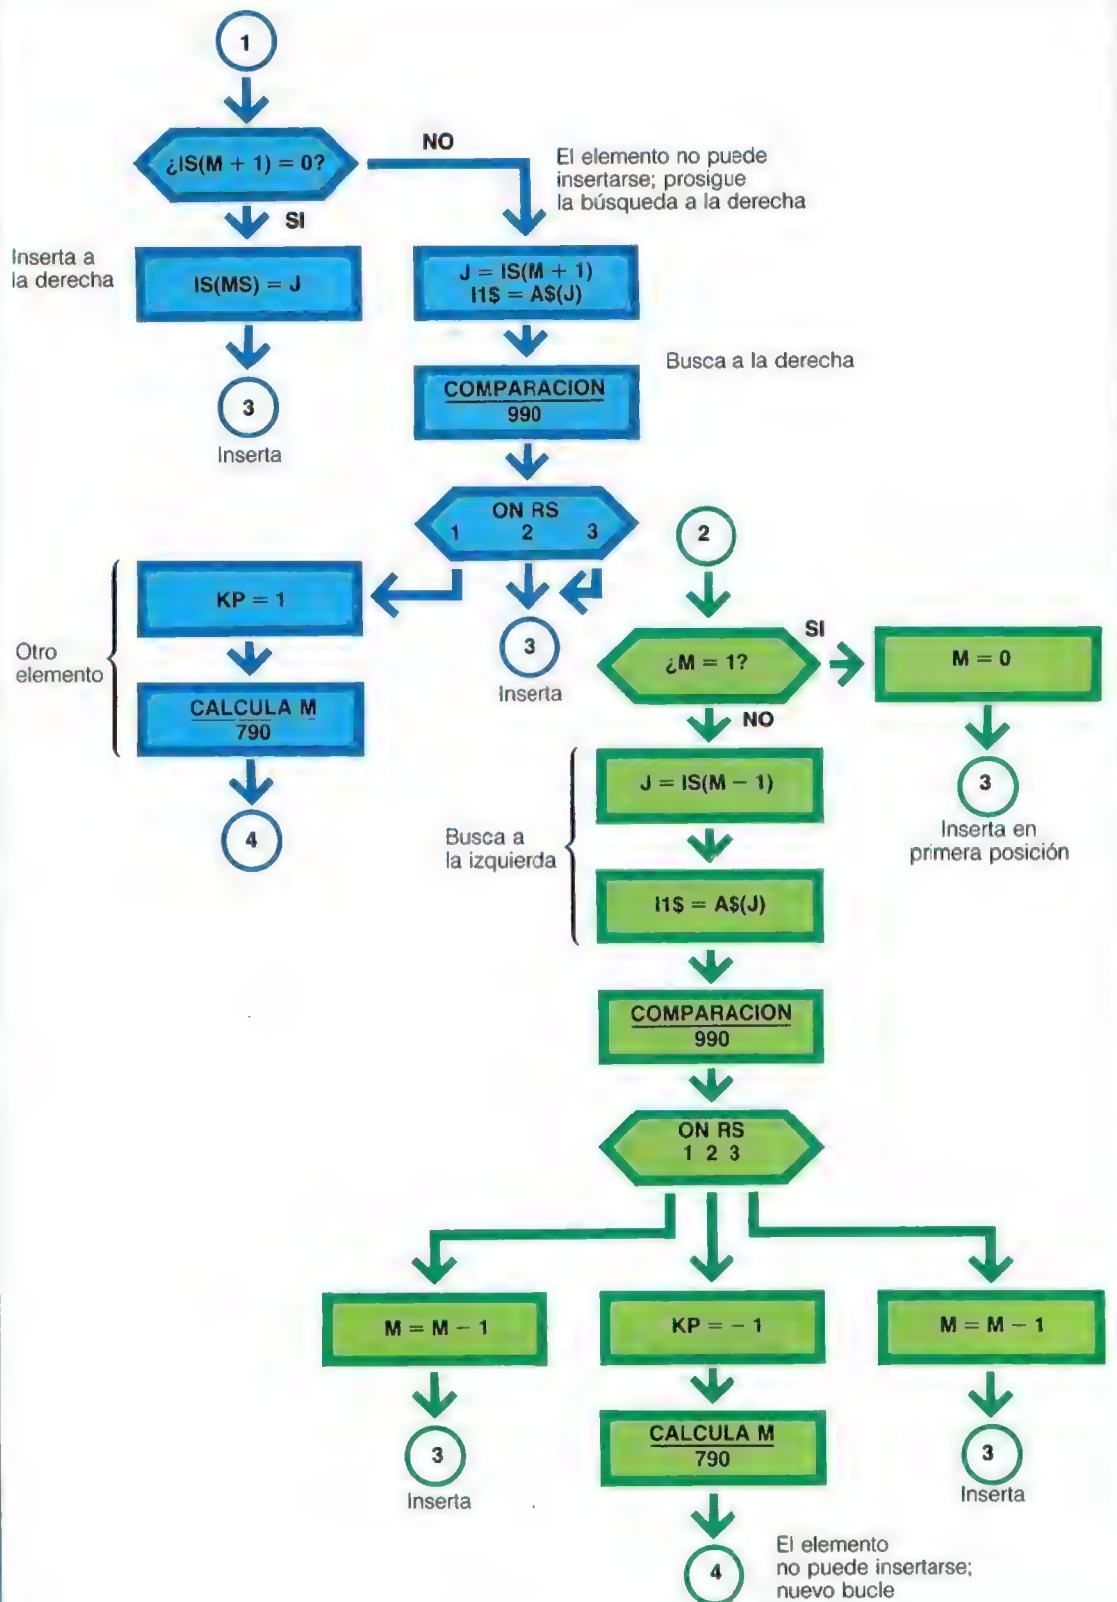 1
¿IS(M + 1) = 0?
NO
El elemento no puede
insertarse; prosigue
la búsqueda a la derecha
SI
Inserta a
la derecha
IS(MS) = J
J = IS(M + 1)
I1$ = A$(J)
3
Inserta
Busca a la derecha
COMPARACION
990
ON RS
1 2 3
Otro
elemento
KP = 1
CALCULA M
790
4
3
Inserta
2
¿M = 1?
SI
M = 0
NO
3
Inserta en
primera posición
Busca a
la izquierda
J = IS(M − 1)
I1$ = A$(J)
COMPARACION
990
ON RS
1 2 3
M = M − 1
KP = − 1
M = M − 1
3
Inserta
CALCULA M
790
3
Inserta
4
El elemento
no puede insertarse;
nuevo bucle